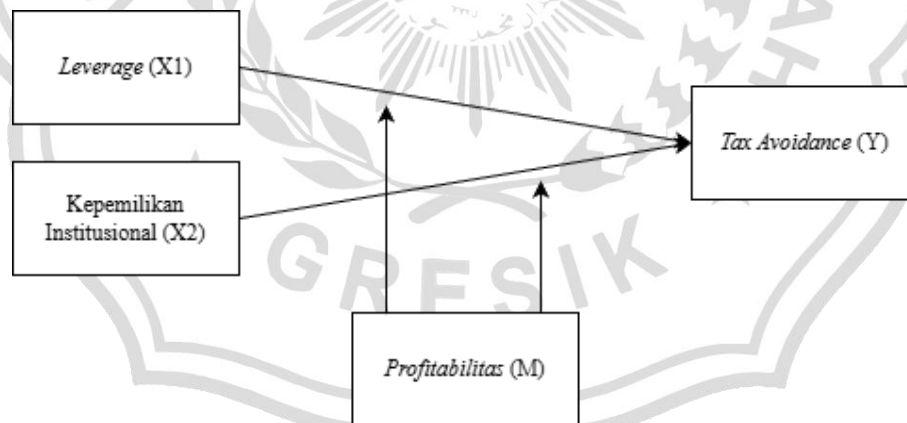 Leverage (X1)
Tax Avoidance (Y)
Kepemilikan
Institusional (X2)
GRESIK
Profitabilitas (M)